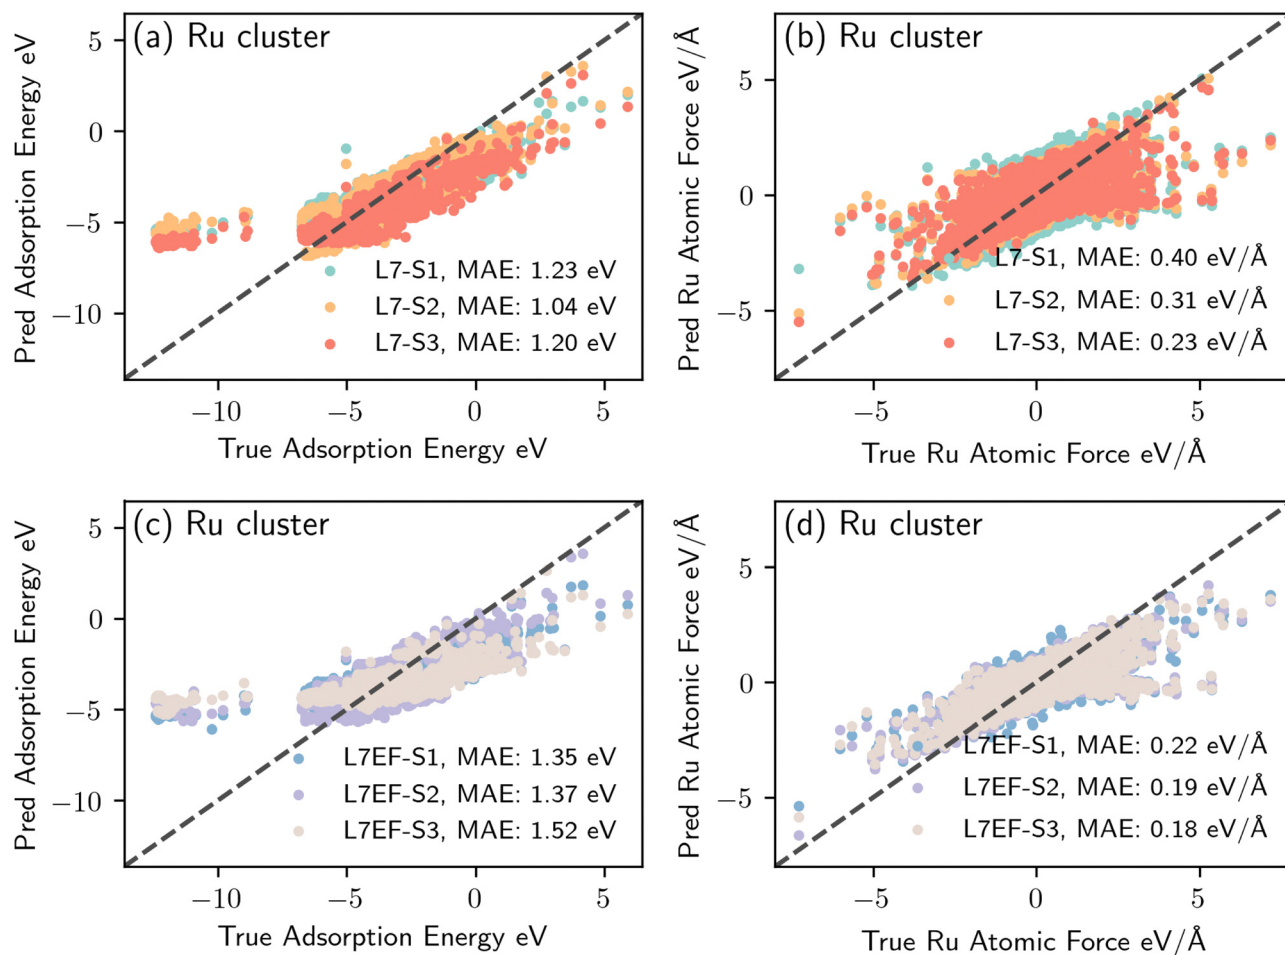 (a) Ru cluster
Pred Adsorption Energy eV
5
0
−5
−10
L7-S1, MAE: 1.23 eV
L7-S2, MAE: 1.04 eV
L7-S3, MAE: 1.20 eV
−10 −5 0 5
True Adsorption Energy eV
(b) Ru cluster
Pred Ru Atomic Force eV/Å
5
0
−5
L7-S1, MAE: 0.40 eV/Å
L7-S2, MAE: 0.31 eV/Å
L7-S3, MAE: 0.23 eV/Å
−5 0 5
True Ru Atomic Force eV/Å
(c) Ru cluster
Pred Adsorption Energy eV
5
0
−5
−10
L7EF-S1, MAE: 1.35 eV
L7EF-S2, MAE: 1.37 eV
L7EF-S3, MAE: 1.52 eV
−10 −5 0 5
True Adsorption Energy eV
(d) Ru cluster
Pred Ru Atomic Force eV/Å
5
0
−5
L7EF-S1, MAE: 0.22 eV/Å
L7EF-S2, MAE: 0.19 eV/Å
L7EF-S3, MAE: 0.18 eV/Å
−5 0 5
True Ru Atomic Force eV/Å